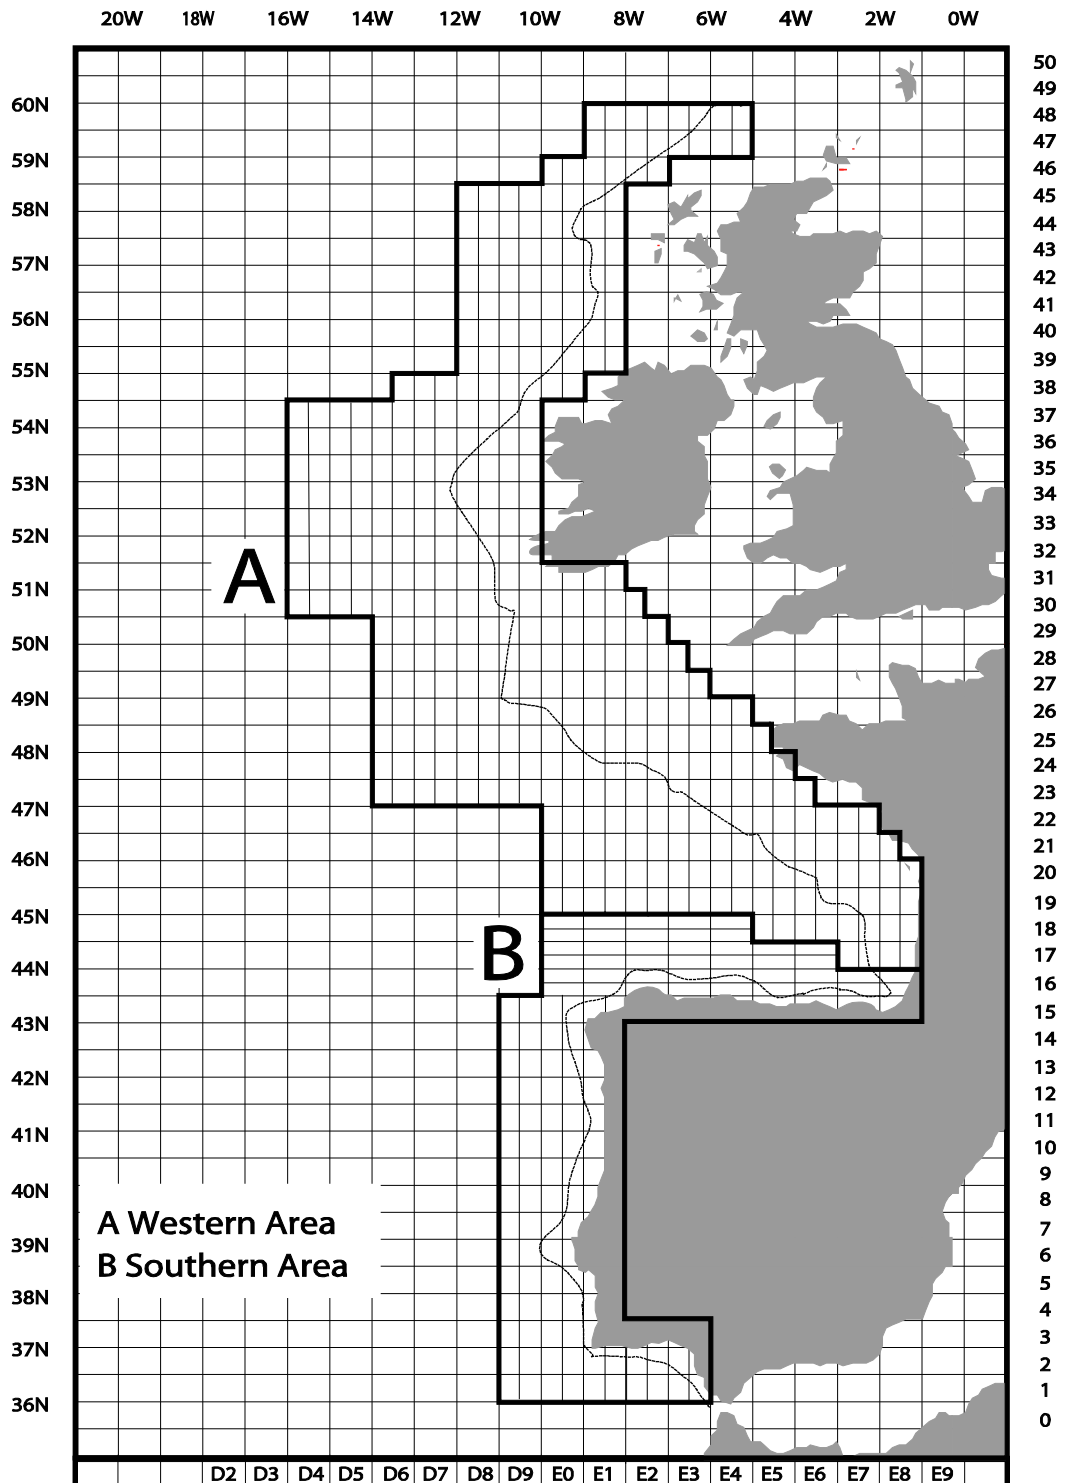 20W 18W 16W 14W 12W 10W 8W 6W 4W 2W 0W
50
49
60N 48
47
59N 46
45
58N 44
43
57N 42
41
56N 40
39
55N 38
37
54N 36
35
53N 34
33
52N 32
A
31
51N 30
29
50N 28
27
49N 26
25
48N 24
23
47N 22
21
46N 20
19
45N 18
B
17
44N 16
15
43N 14
13
42N 12
11
41N 10
9
40N 8
A Western Area 7
39N 6
B Southern Area 5
38N 4
3
37N 2
1
36N 0
D2 D3 D4 D5 D6 D7 D8 D9 E0 E1 E2 E3 E4 E5 E6 E7 E8 E9